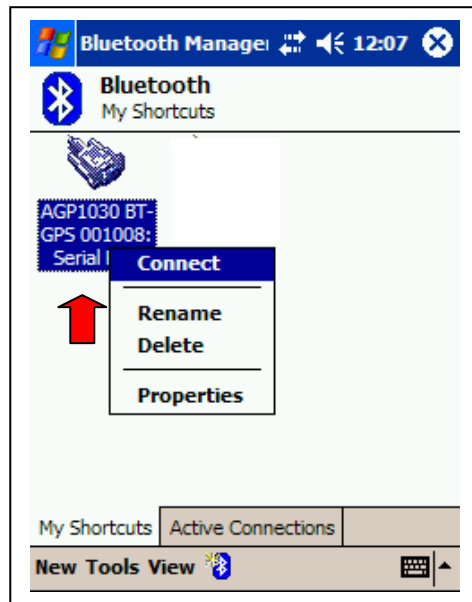 Bluetooth Manager 12:07
Bluetooth
My Shortcuts
AGP1030 BT-
GPS 001008:
Serial
Connect
Rename
Delete
Properties
My Shortcuts Active Connections
New Tools View